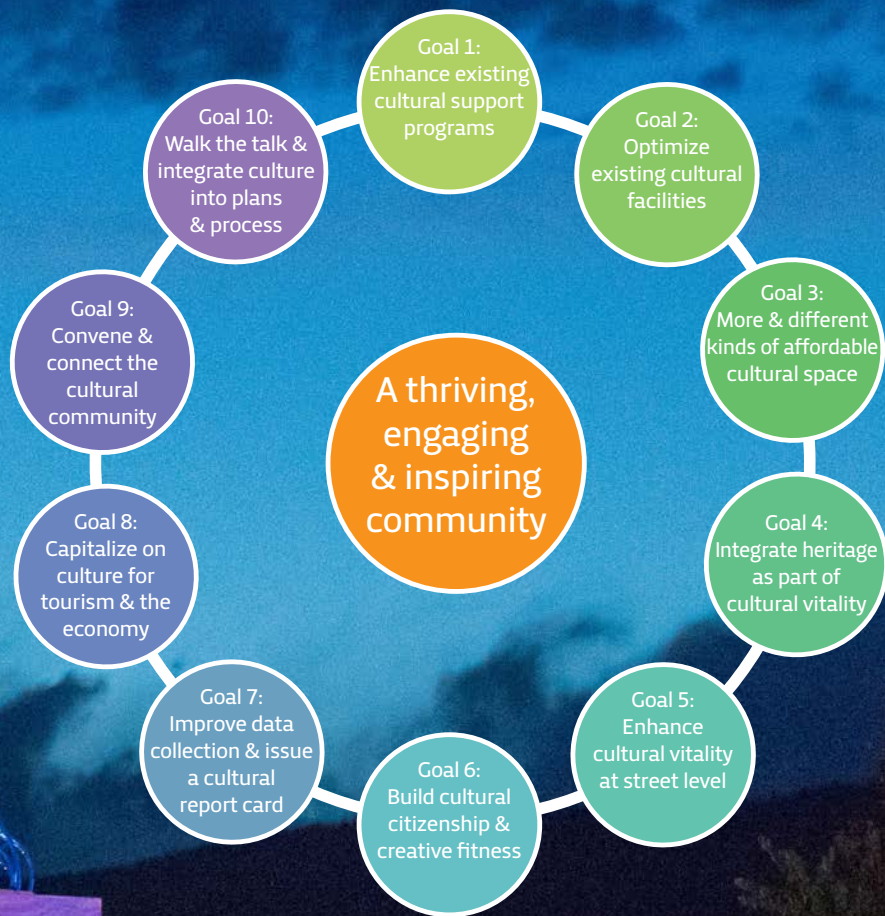 Goal 1:
Enhance existing
cultural support
programs
Goal 2:
Optimize
existing cultural
facilities
Goal 3:
More & different
kinds of affordable
cultural space
Goal 4:
Integrate heritage
as part of
cultural vitality
Goal 5:
Enhance
cultural vitality
at street level
Goal 6:
Build cultural
citizenship &
creative fitness
Goal 7:
Improve data
collection & issue
a cultural
report card
Goal 8:
Capitalize on
culture for
tourism & the
economy
Goal 9:
Convene &
connect the
cultural
community
Goal 10:
Walk the talk &
integrate culture
into plans
& process
A thriving,
engaging
& inspiring
community